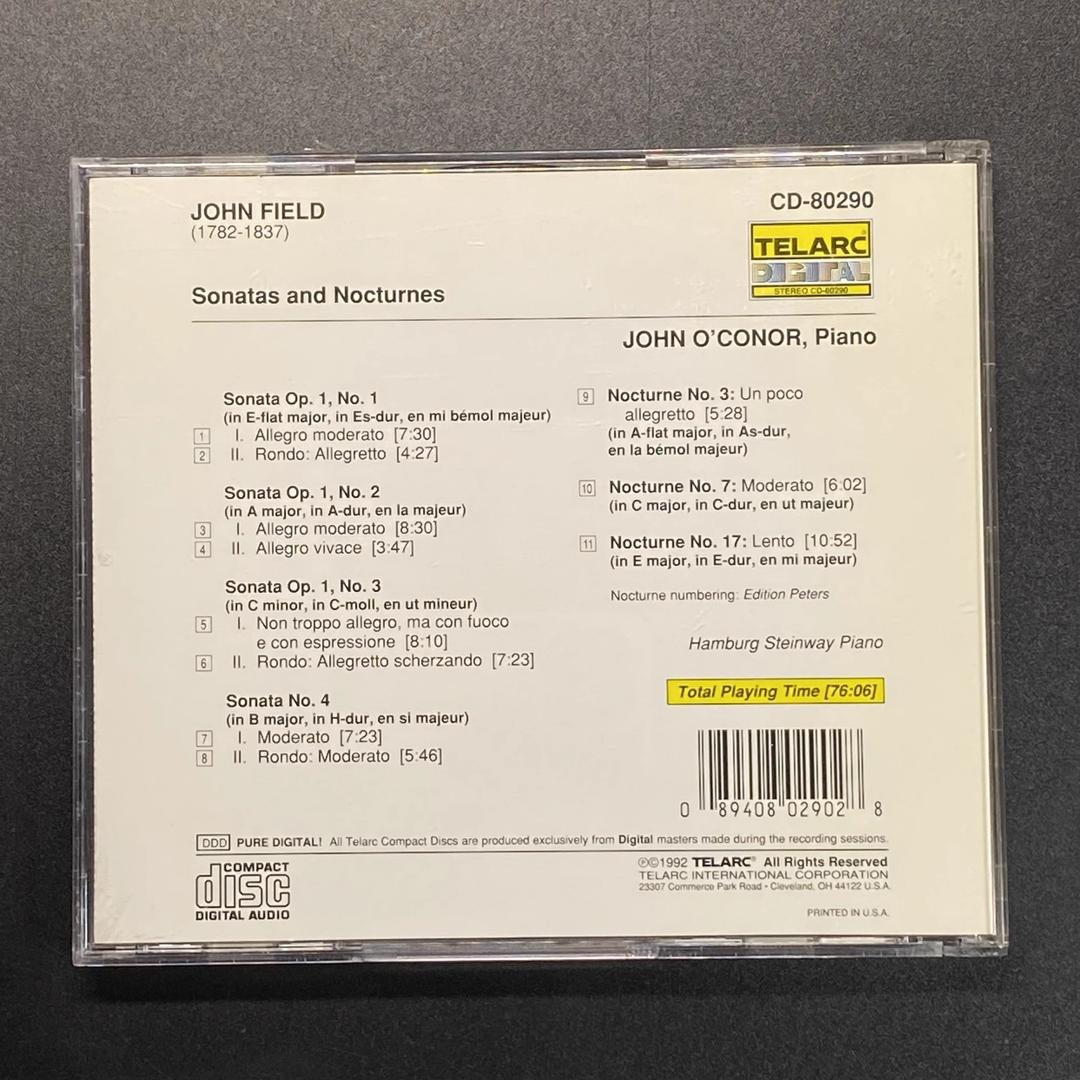 JOHN FIELD
(1782-1837)
CD-80290
TELARC®
DIGITAL
STEREO CD-80290
Sonatas and Nocturnes
JOHN O'CONOR, Piano
Sonata Op. 1, No. 1
(in E-flat major, in Es-dur, en mi bémol majeur)
1 I. Allegro moderato [7:30]
2 II. Rondo: Allegretto [4:27]
Sonata Op. 1, No. 2
(in A major, in A-dur, en la majeur)
3 I. Allegro moderato [8:30]
4 II. Allegro vivace [3:47]
Sonata Op. 1, No. 3
(in C minor, in C-moll, en ut mineur)
5 I. Non troppo allegro, ma con fuoco
e con espressione [8:10]
6 II. Rondo: Allegretto scherzando [7:23]
Sonata No. 4
(in B major, in H-dur, en si majeur)
7 I. Moderato [7:23]
8 II. Rondo: Moderato [5:46]
9 Nocturne No. 3: Un poco
allegretto [5:28]
(in A-flat major, in As-dur,
en la bémol majeur)
10 Nocturne No. 7: Moderato [6:02]
(in C major, in C-dur, en ut majeur)
11 Nocturne No. 17: Lento [10:52]
(in E major, in E-dur, en mi majeur)
Nocturne numbering: Edition Peters
Hamburg Steinway Piano
Total Playing Time [76:06]
0 89408 02902 8
DDD PURE DIGITAL! All Telarc Compact Discs are produced exclusively from Digital masters made during the recording sessions.
COMPACT
disc
DIGITAL AUDIO
℗©1992 TELARC® All Rights Reserved
TELARC INTERNATIONAL CORPORATION
23307 Commerce Park Road • Cleveland, OH 44122 U.S.A.
PRINTED IN U.S.A.